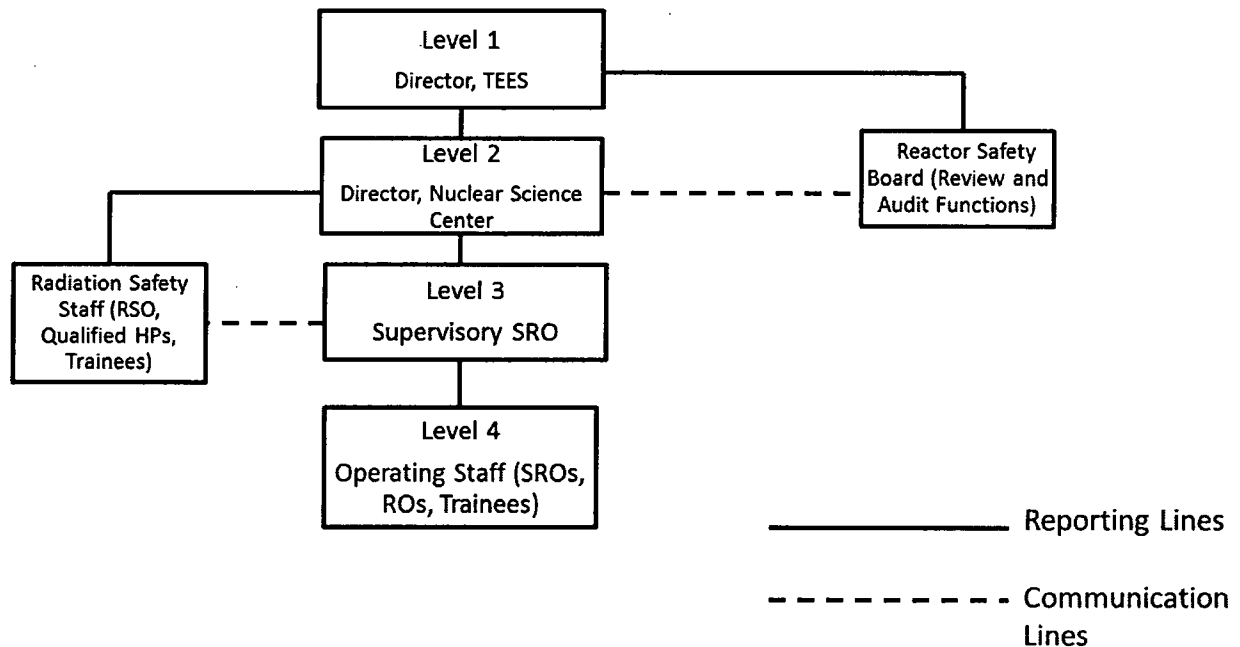 Level 1
Director, TEES
Level 2
Director, Nuclear Science
Center
Reactor Safety
Board (Review and
Audit Functions)
Radiation Safety
Staff (RSO,
Qualified HPs,
Trainees)
Level 3
Supervisory SRO
Level 4
Operating Staff (SROs,
ROs, Trainees)
Reporting Lines
Communication
Lines